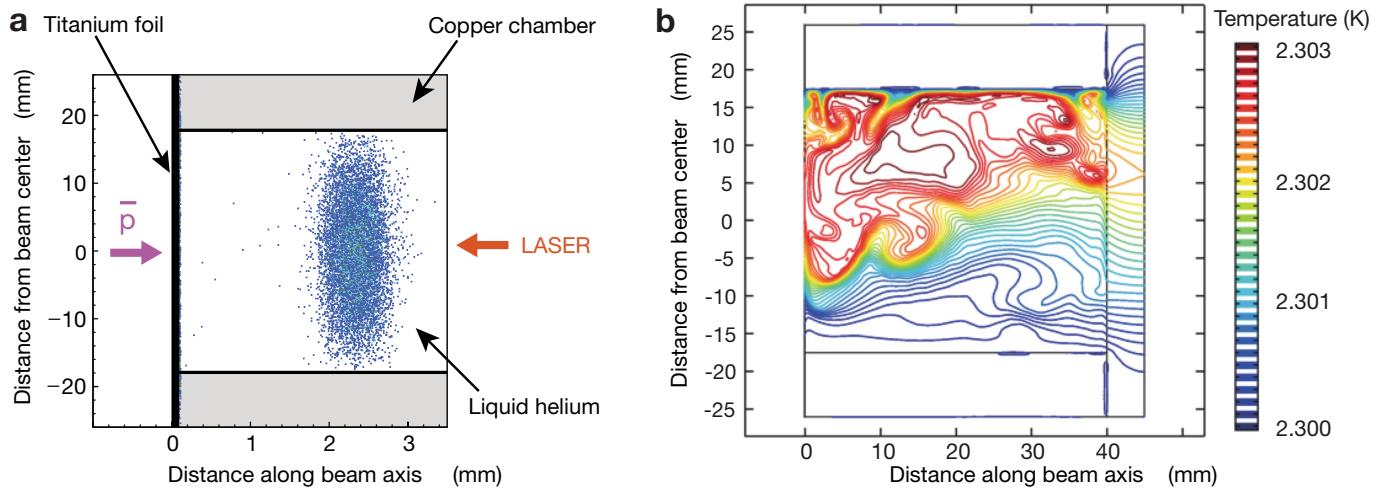 a
Titanium foil
Copper chamber
Distance from beam center (mm)
20
10
0
−10
−20
p̄
LASER
Liquid helium
0 1 2 3
Distance along beam axis (mm)
b
Distance from beam center (mm)
25
20
15
10
5
0
-5
-10
-15
-20
-25
0 10 20 30 40
Distance along beam axis (mm)
Temperature (K)
2.303
2.302
2.301
2.300